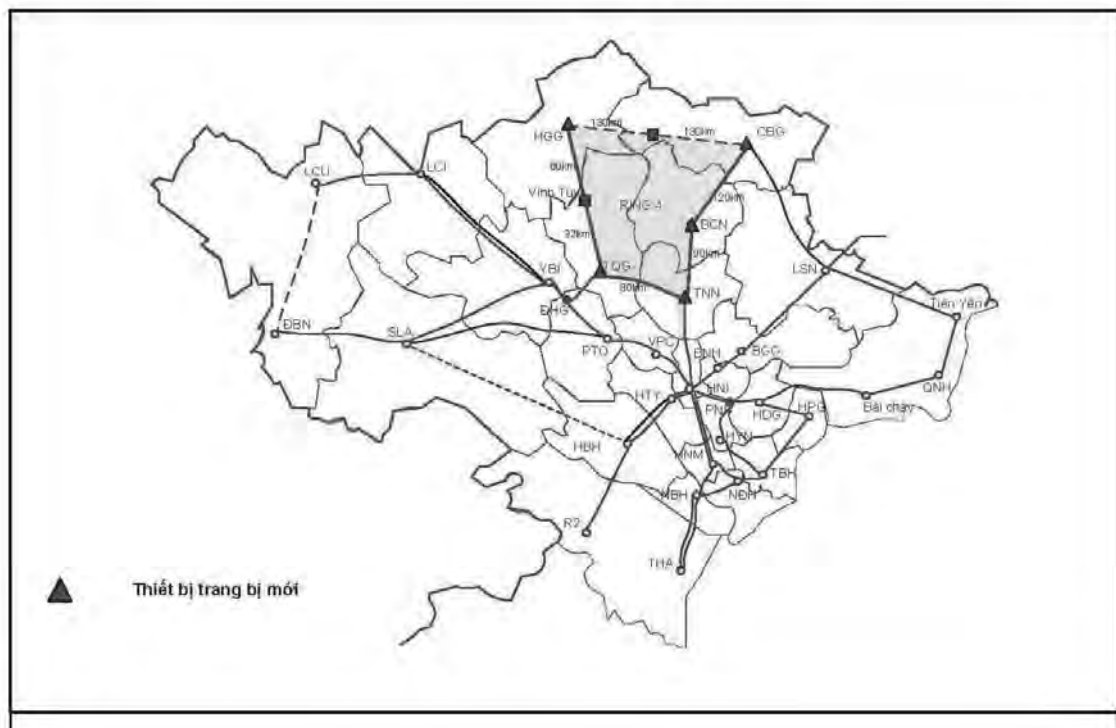 130km
130km
HGG
CBG
LCI
LCU
60km
Vĩnh Tuy
120km
RING 4
BCN
32km
90km
TQG
LSN
YBI
80km
TNN
Tiên Yên
ĐHG
ĐBN
SLA
PTO
VPC
BNH
BGG
QNH
HTY
HNI
PNI
HDG
HPG
Bãi cháy
HBH
HYN
HNM
TBH
NBH
NĐH
R2
THA
Thiết bị trang bị mới